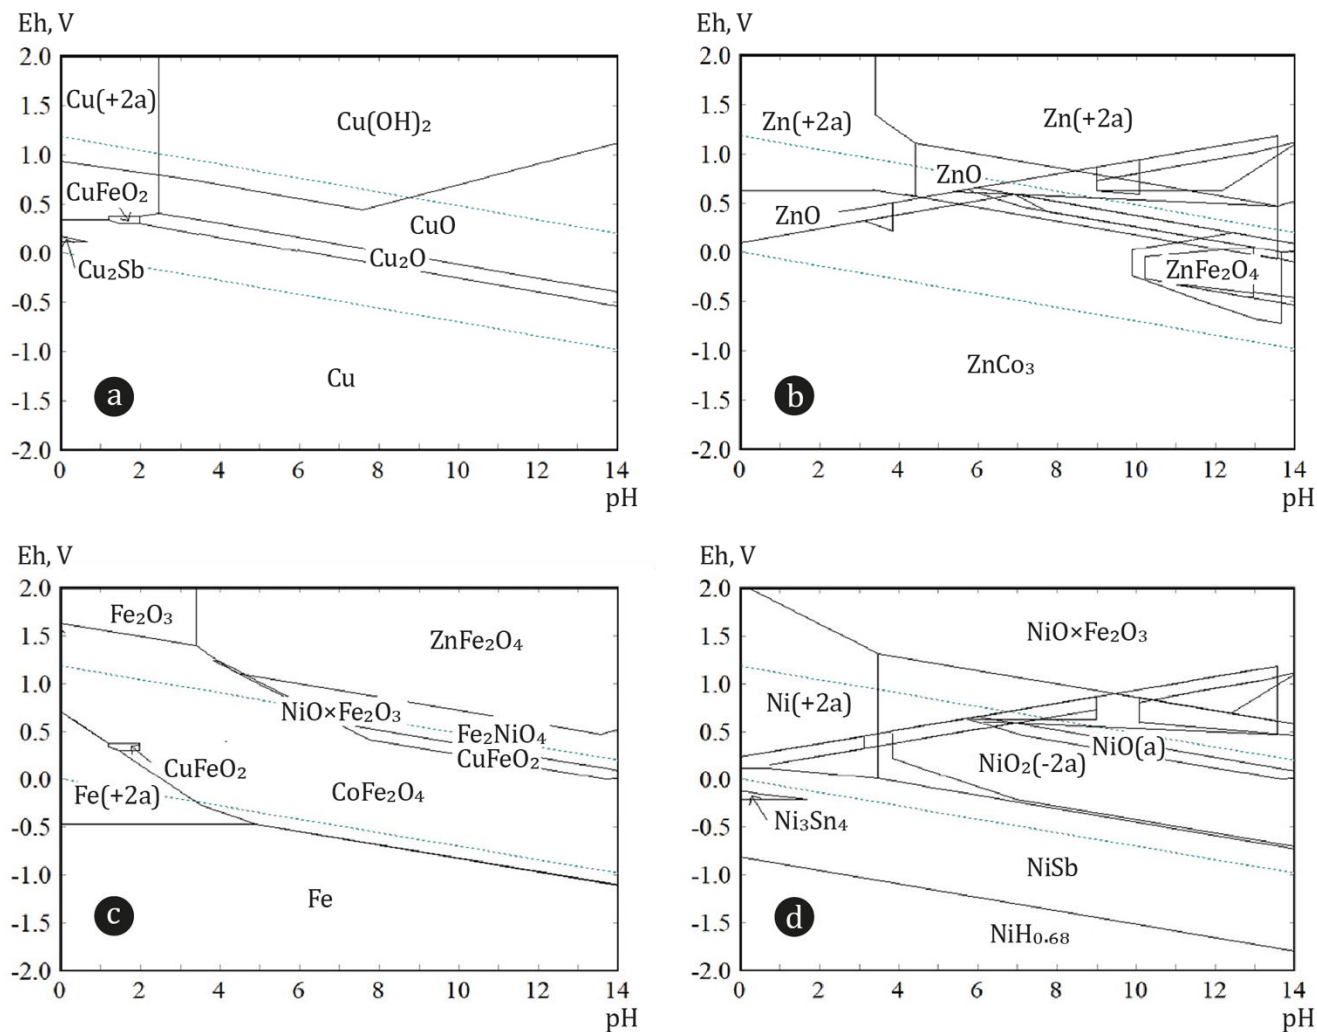 Eh, V
2.0
Cu(+2a)
1.5
Cu(OH)₂
1.0
CuFeO₂
0.5
CuO
Cu₂O
0.0
Cu₂Sb
-0.5
-1.0
Cu
a
-1.5
-2.0
0 2 4 6 8 10 12 14
pH
Eh, V
2.0
1.5
Zn(+2a) Zn(+2a)
1.0
ZnO
0.5
ZnO
0.0
ZnFe₂O₄
-0.5
-1.0
ZnCo₃
b
-1.5
-2.0
0 2 4 6 8 10 12 14
pH
Eh, V
2.0
Fe₂O₃
1.5
ZnFe₂O₄
1.0
NiO×Fe₂O₃
0.5
Fe₂NiO₄
CuFeO₂
CuFeO₂
0.0
Fe(+2a)
CoFe₂O₄
-0.5
-1.0
Fe
c
-1.5
-2.0
0 2 4 6 8 10 12 14
pH
Eh, V
2.0
NiO×Fe₂O₃
1.5
1.0
Ni(+2a)
0.5
NiO(a)
NiO₂(-2a)
0.0
Ni₃Sn₄
-0.5
NiSb
-1.0
d
-1.5
NiH₀.₆₈
-2.0
0 2 4 6 8 10 12 14
pH